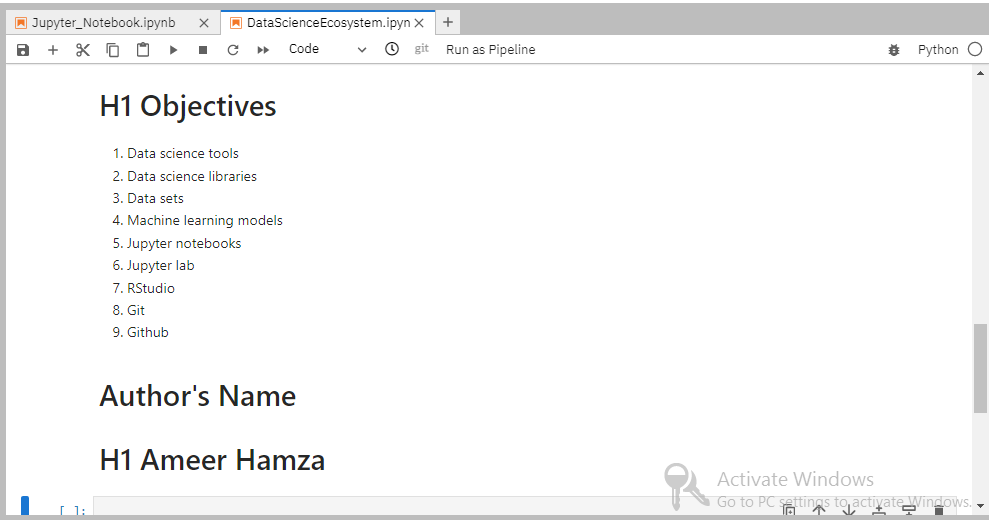 Jupyter_Notebook.ipynb
DataScienceEcosystem.ipyn
Code
git
Run as Pipeline
Python
H1 Objectives
1. Data science tools
2. Data science libraries
3. Data sets
4. Machine learning models
5. Jupyter notebooks
6. Jupyter lab
7. RStudio
8. Git
9. Github
Author's Name
H1 Ameer Hamza
Activate Windows
Go to PC settings to activate Windows.
[ ]: